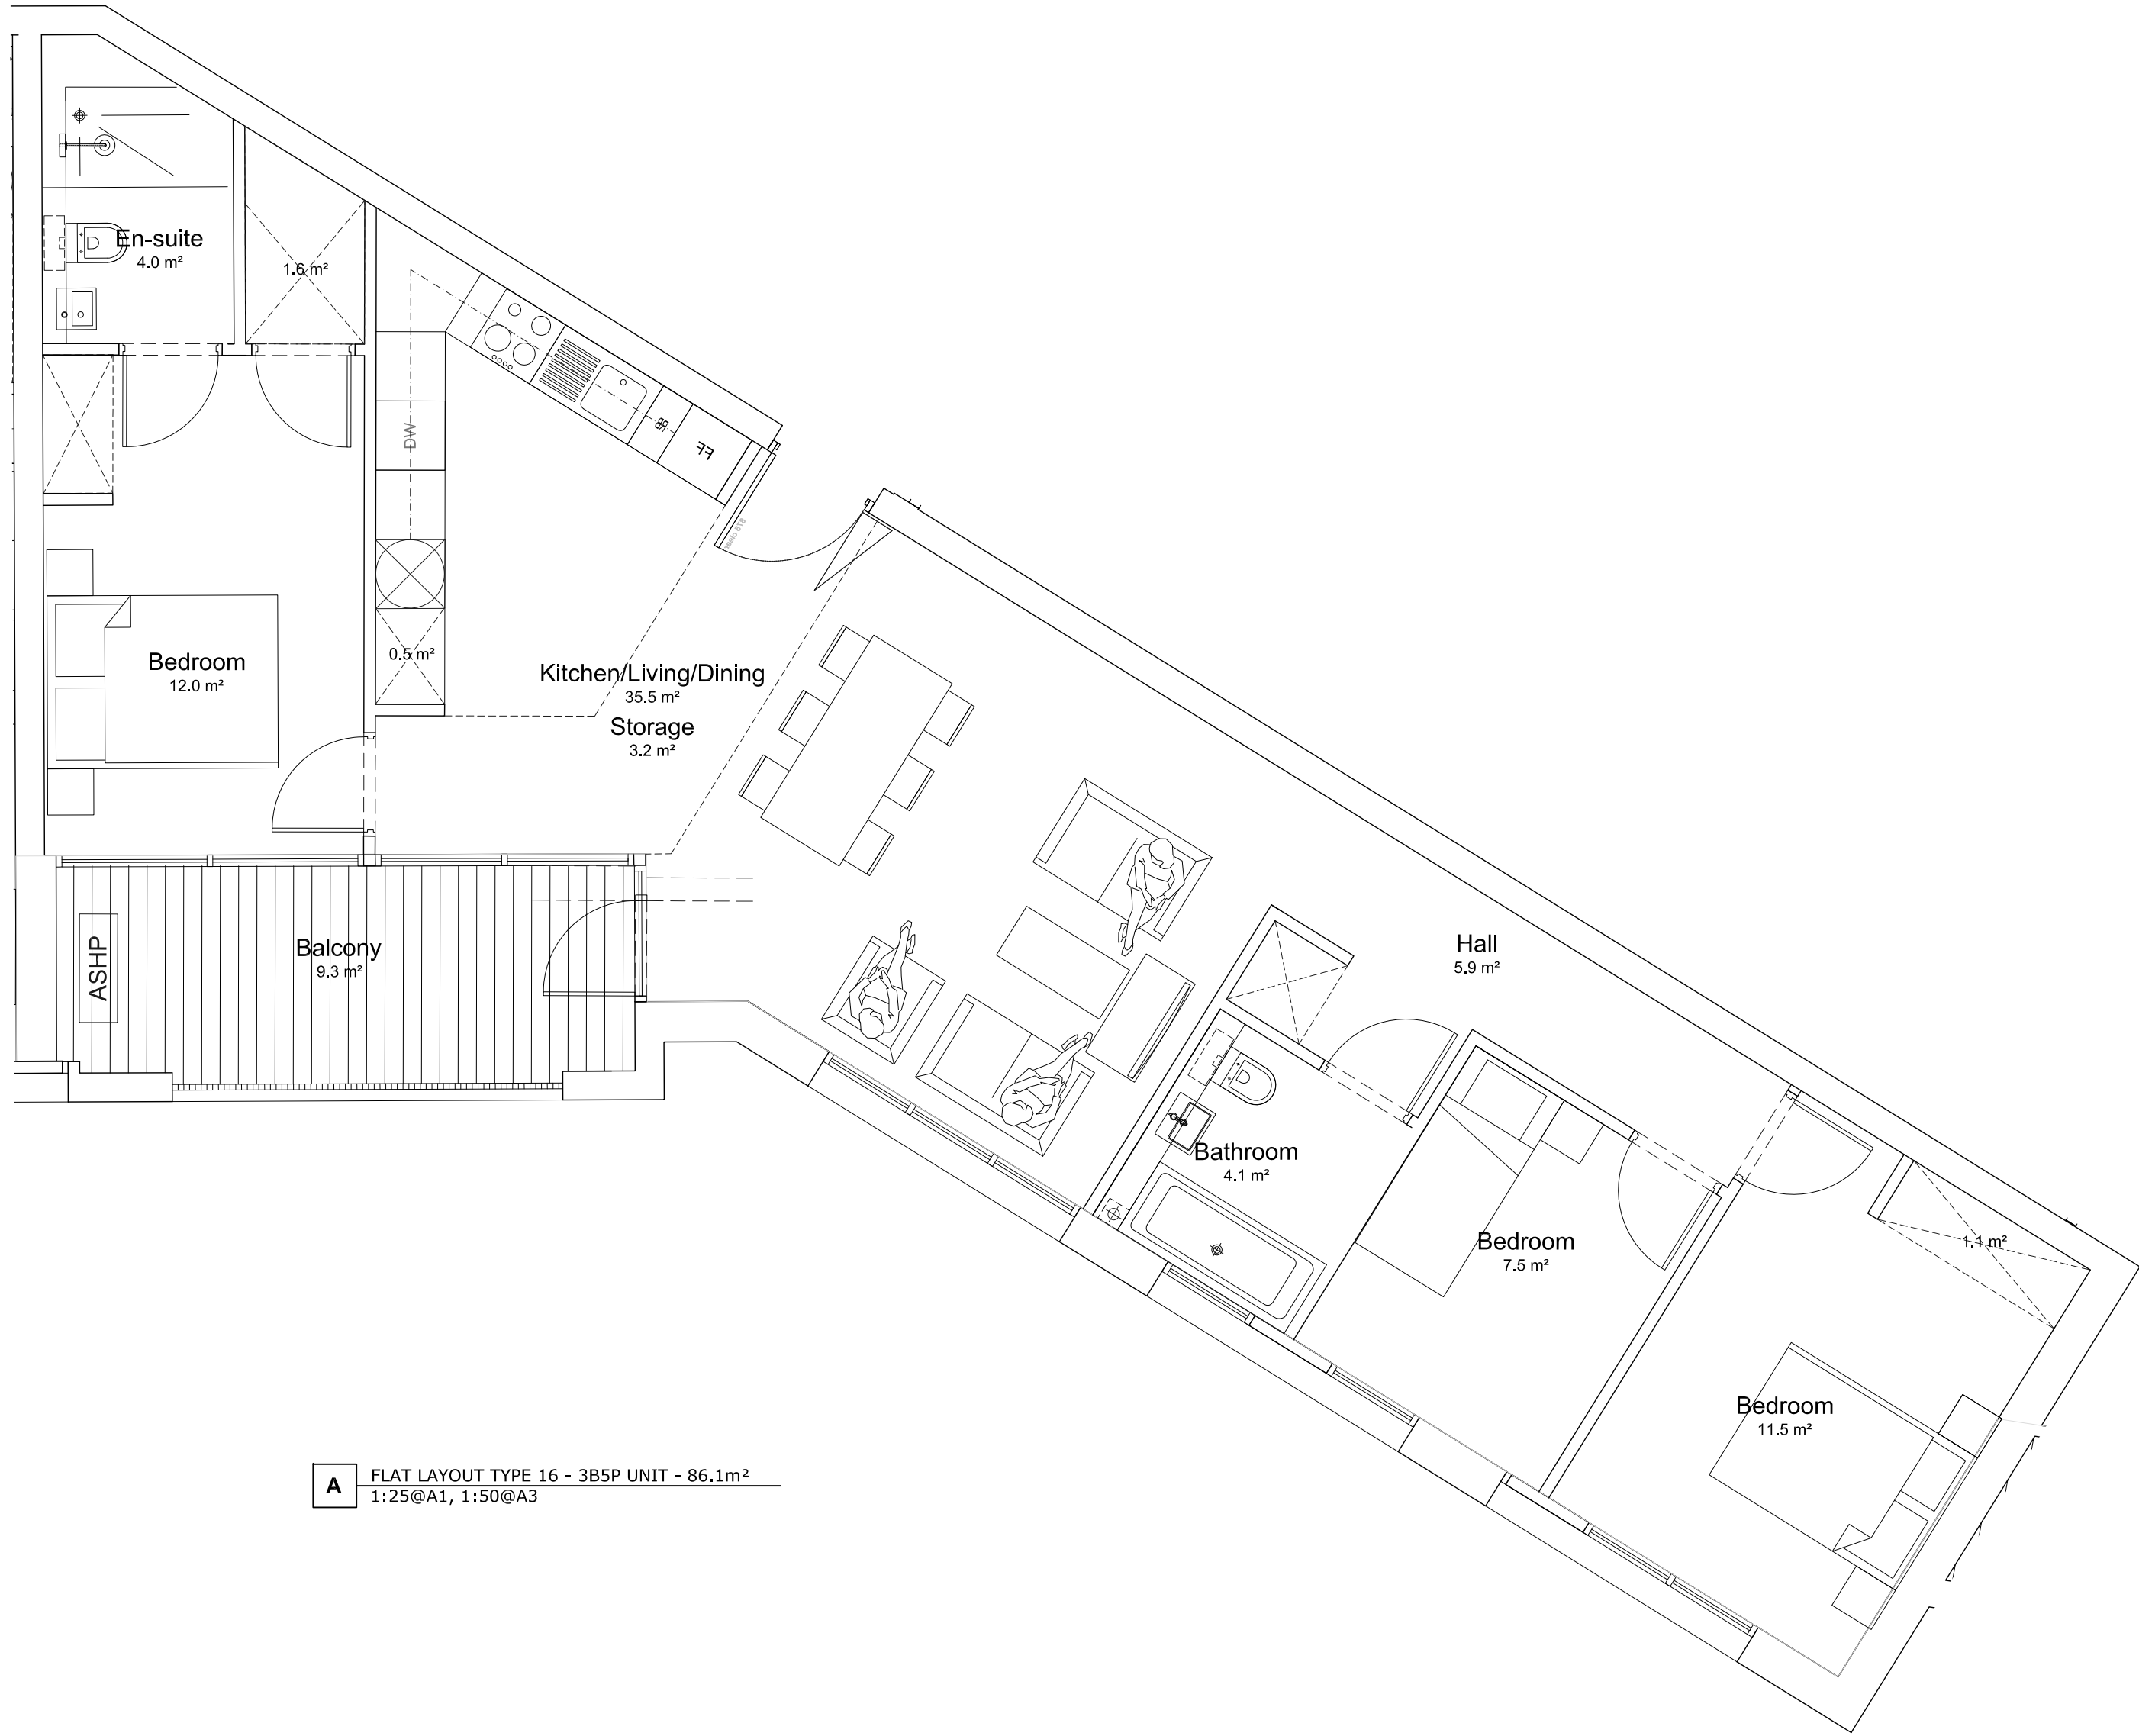 En-suite
4.0 m²
1.6 m²
DW
RB
FF
Bedroom
12.0 m²
0.5 m²
Kitchen/Living/Dining
35.5 m²
Storage
3.2 m²
ASHP
Balcony
9.3 m²
Hall
5.9 m²
Bathroom
4.1 m²
Bedroom
7.5 m²
1.1 m²
Bedroom
11.5 m²
A
FLAT LAYOUT TYPE 16 - 3B5P UNIT - 86.1m²
1:25@A1, 1:50@A3